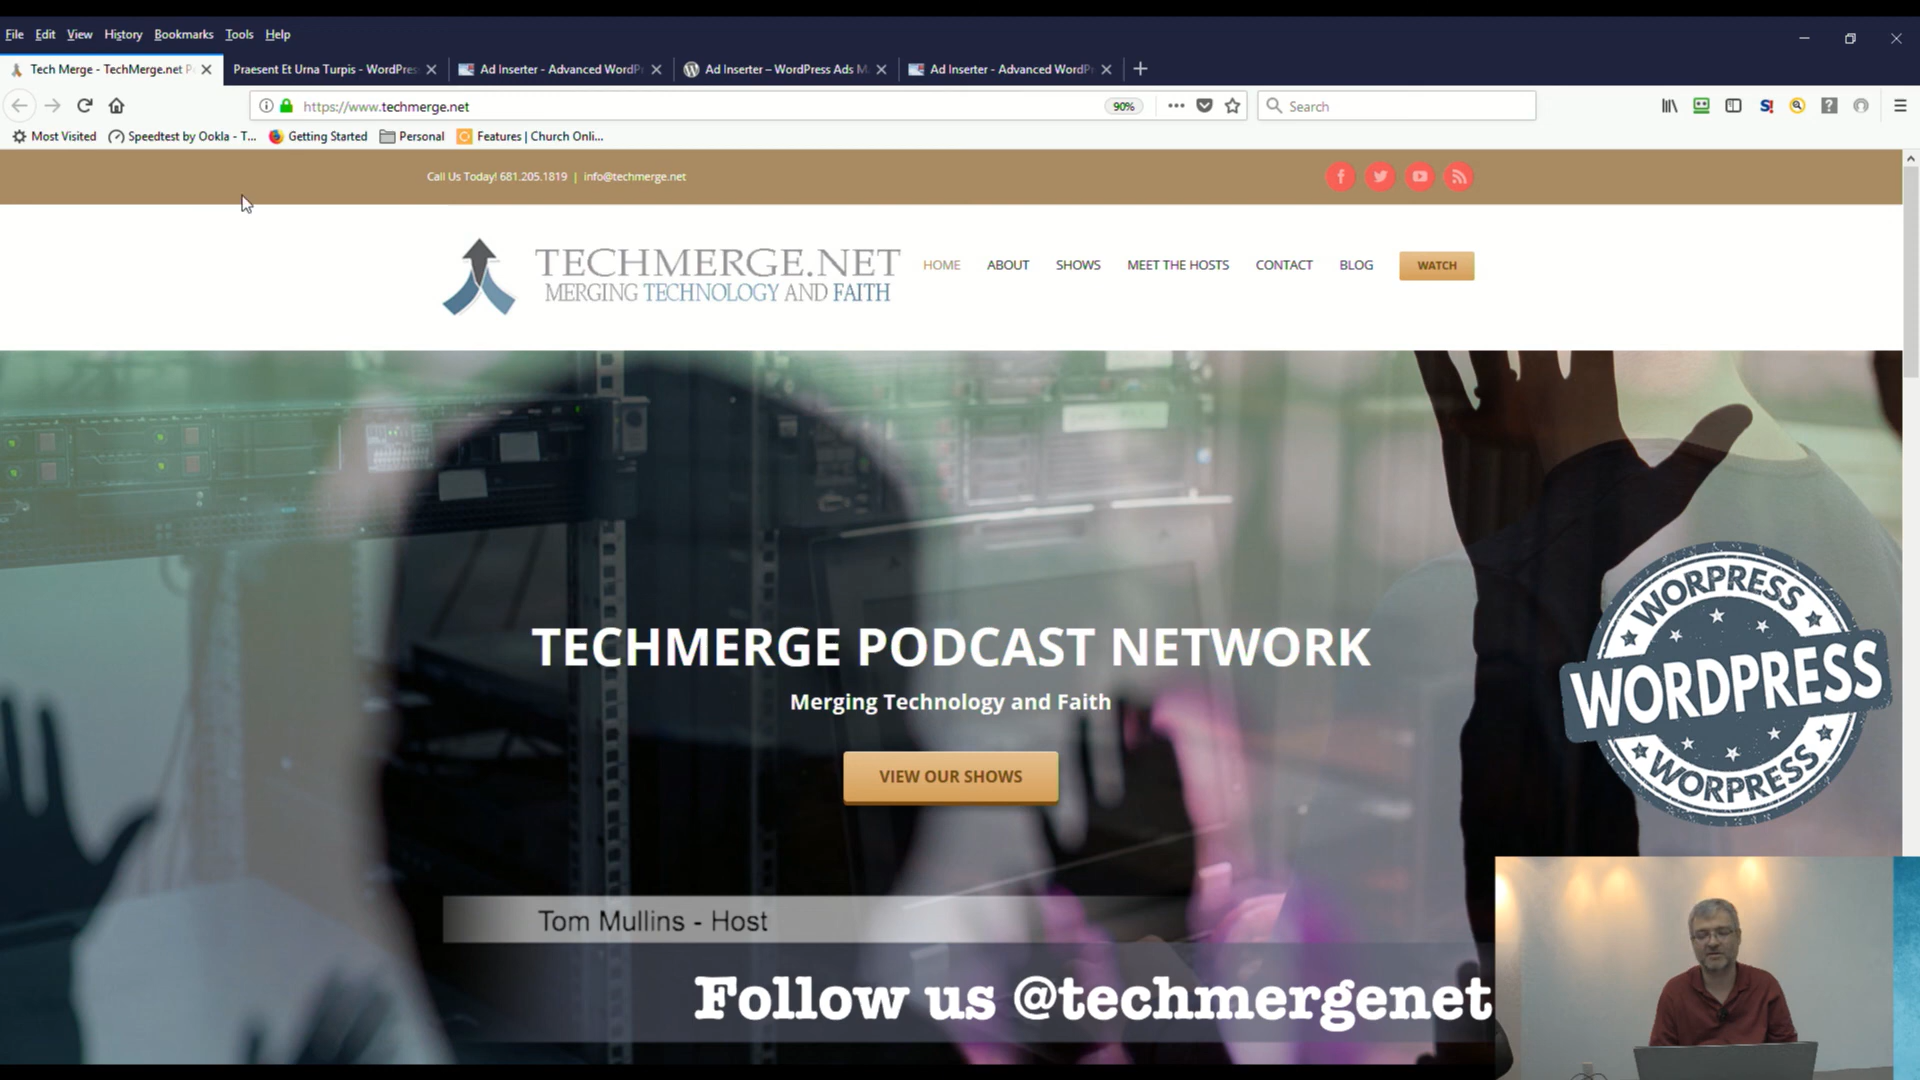 File Edit View History Bookmarks Tools Help
Tech Merge - TechMerge.net P
Praesent Et Urna Turpis - WordPres
Ad Inserter - Advanced WordP
Ad Inserter – WordPress Ads M
Ad Inserter - Advanced WordP
https://www.techmerge.net
90%
Search
Most Visited
Speedtest by Ookla - T...
Getting Started
Personal
Features | Church Onli...
Call Us Today! 681.205.1819 | info@techmerge.net
TECHMERGE.NET
MERGING TECHNOLOGY AND FAITH
HOME ABOUT SHOWS MEET THE HOSTS CONTACT BLOG WATCH
TECHMERGE PODCAST NETWORK
Merging Technology and Faith
VIEW OUR SHOWS
WORPRESS
WORDPRESS
WORPRESS
Tom Mullins - Host
Follow us @techmergenet